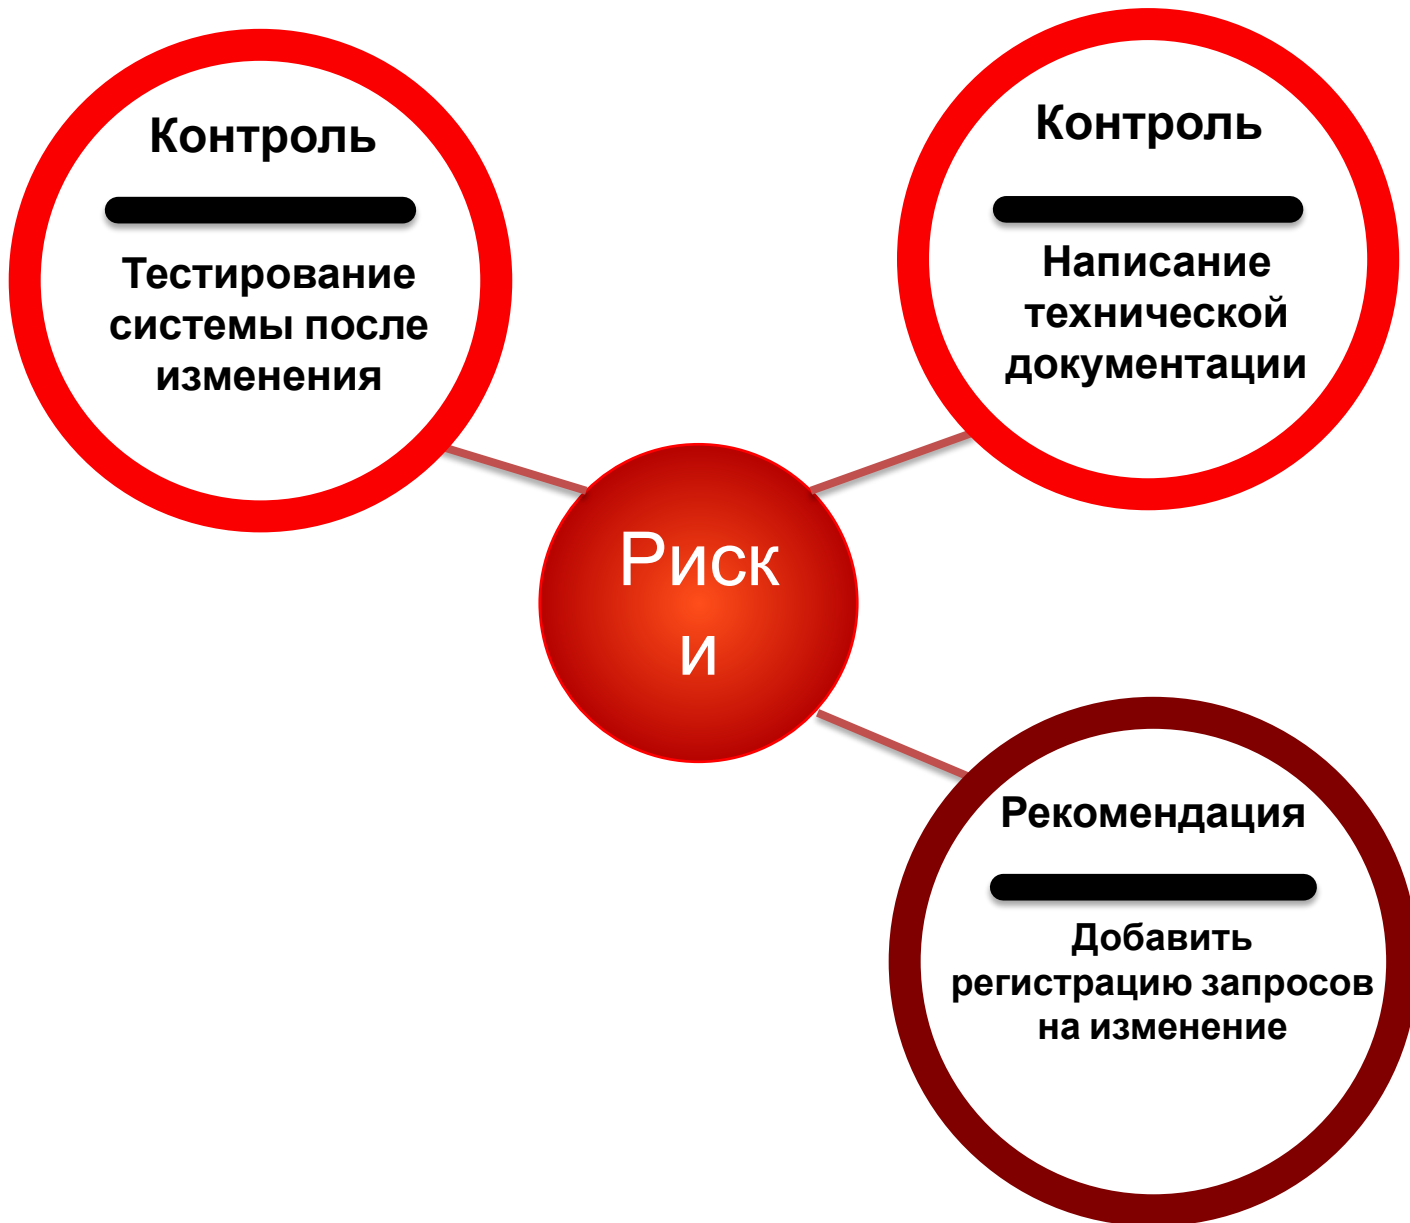 Контроль
Тестирование
системы после
изменения
Контроль
Написание
технической
документации
Риск
и
Рекомендация
Добавить
регистрацию запросов
на изменение